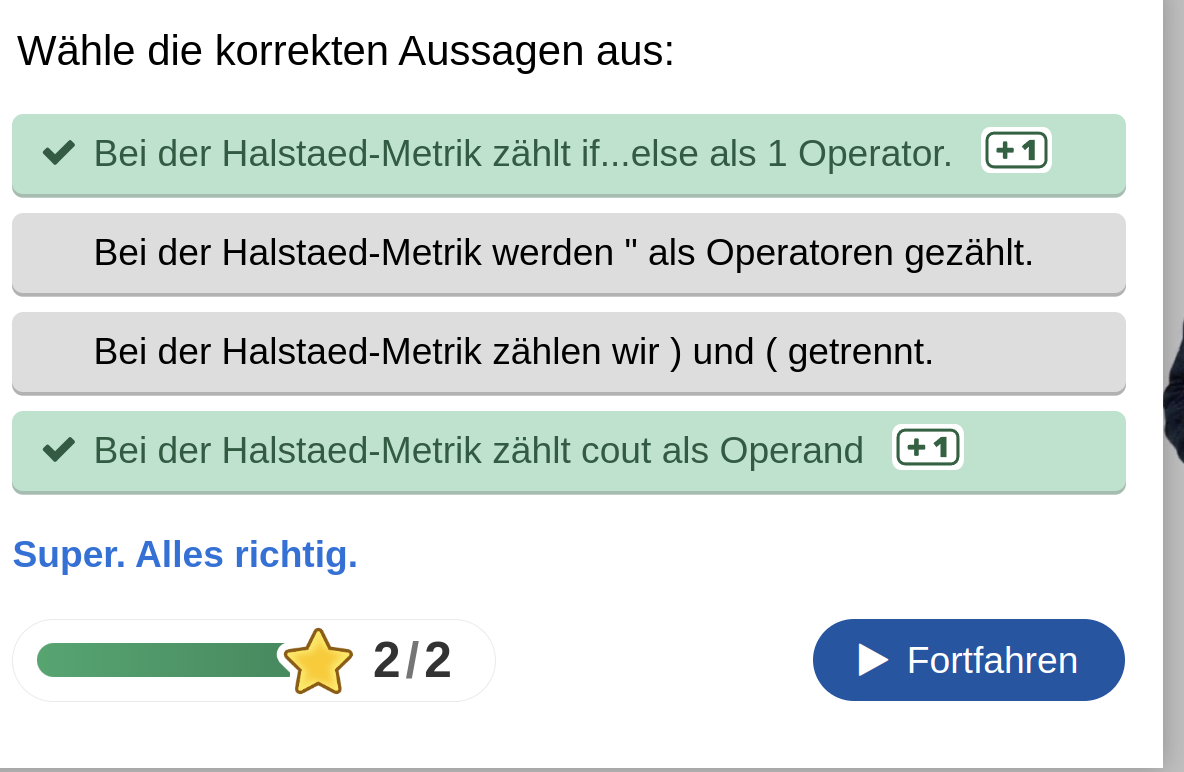 Wähle die korrekten Aussagen aus:
Bei der Halstaed-Metrik zählt if...else als 1 Operator. +1
Bei der Halstaed-Metrik werden " als Operatoren gezählt.
Bei der Halstaed-Metrik zählen wir ) und ( getrennt.
Bei der Halstaed-Metrik zählt cout als Operand +1
Super. Alles richtig.
2/2
Fortfahren